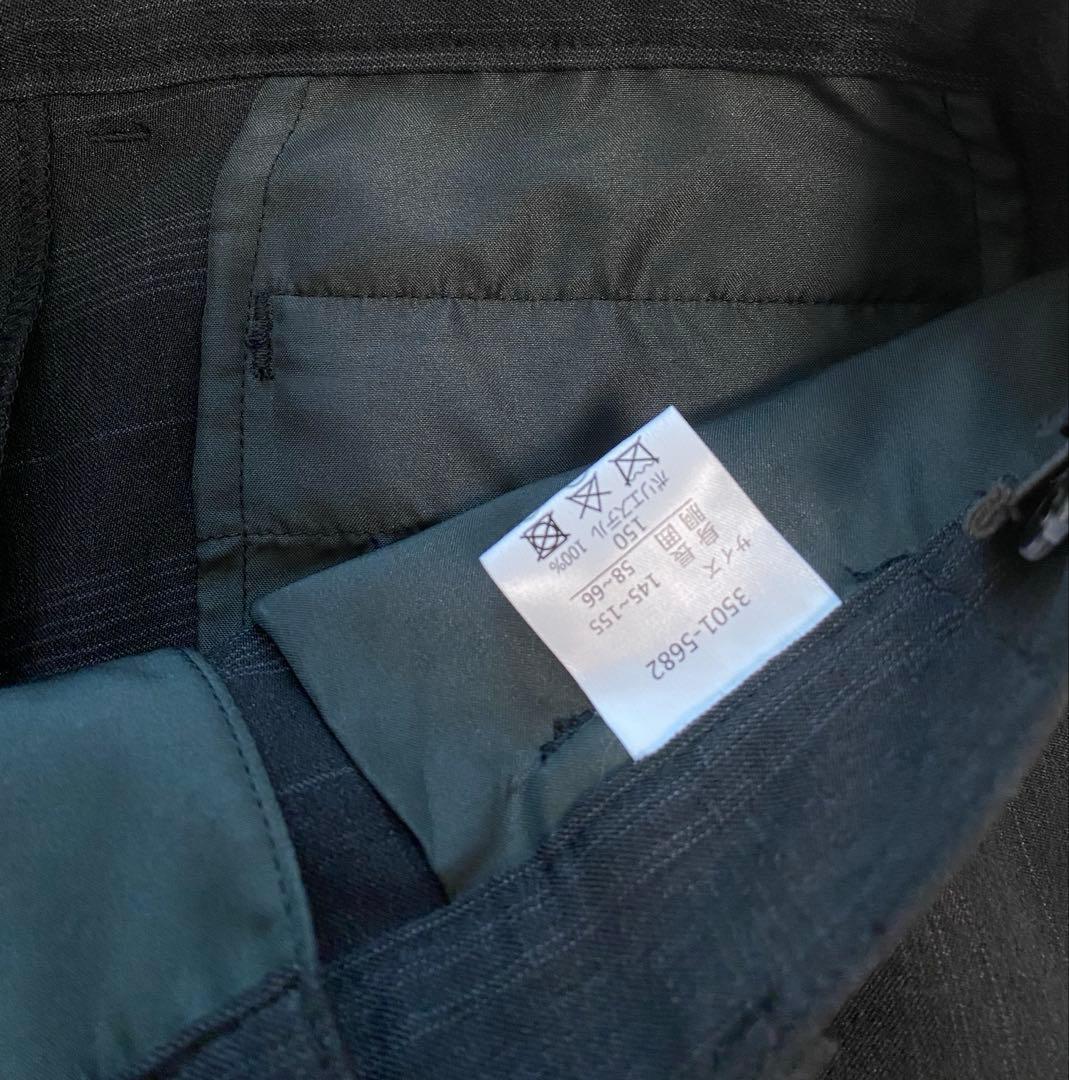 3501-5682
サイズ
身長 145~155
胴囲 58~66
150
ポリエステル 100%